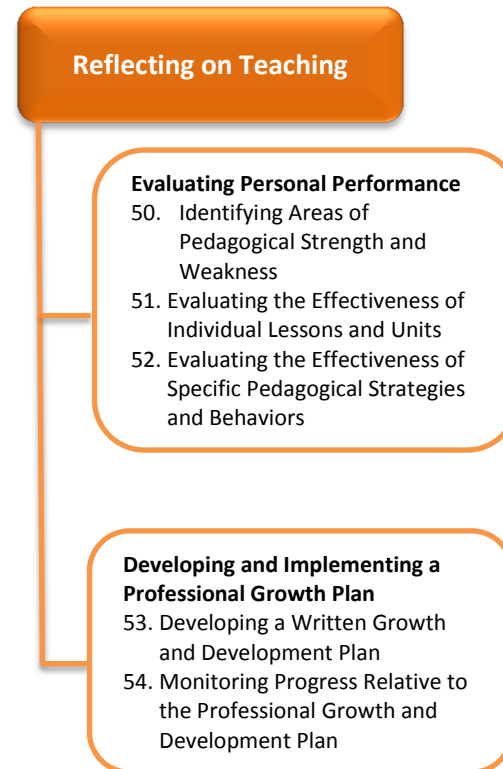 Reflecting on Teaching
Evaluating Personal Performance
50. Identifying Areas of
Pedagogical Strength and
Weakness
51. Evaluating the Effectiveness of
Individual Lessons and Units
52. Evaluating the Effectiveness of
Specific Pedagogical Strategies
and Behaviors
Developing and Implementing a
Professional Growth Plan
53. Developing a Written Growth
and Development Plan
54. Monitoring Progress Relative to
the Professional Growth and
Development Plan